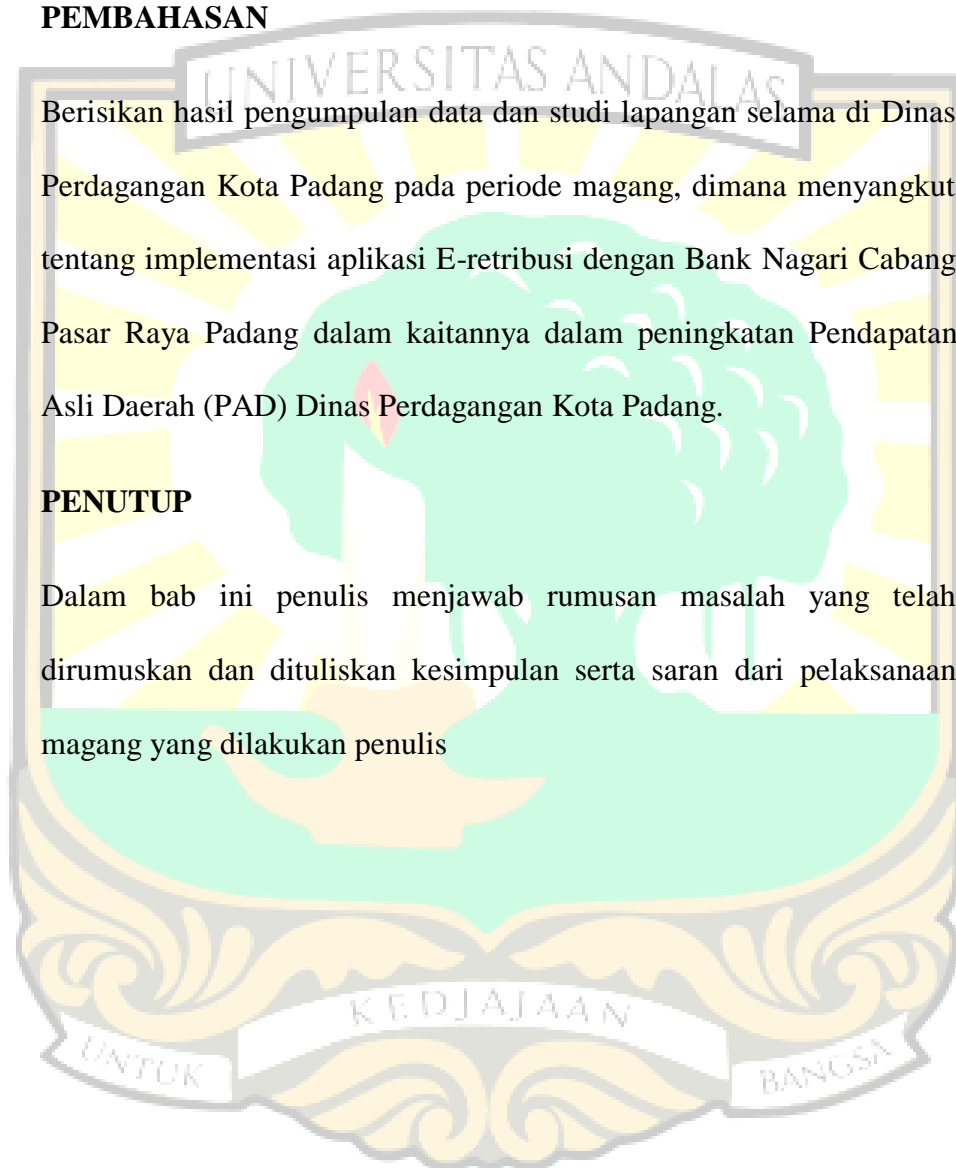 PEMBAHASAN
UNIVERSITAS ANDALAS
Berisikan hasil pengumpulan data dan studi lapangan selama di Dinas
Perdagangan Kota Padang pada periode magang, dimana menyangkut
tentang implementasi aplikasi E-retribusi dengan Bank Nagari Cabang
Pasar Raya Padang dalam kaitannya dalam peningkatan Pendapatan
Asli Daerah (PAD) Dinas Perdagangan Kota Padang.
PENUTUP
Dalam bab ini penulis menjawab rumusan masalah yang telah
dirumuskan dan dituliskan kesimpulan serta saran dari pelaksanaan
magang yang dilakukan penulis
UNTUK KEDJAJAAN BANGSA